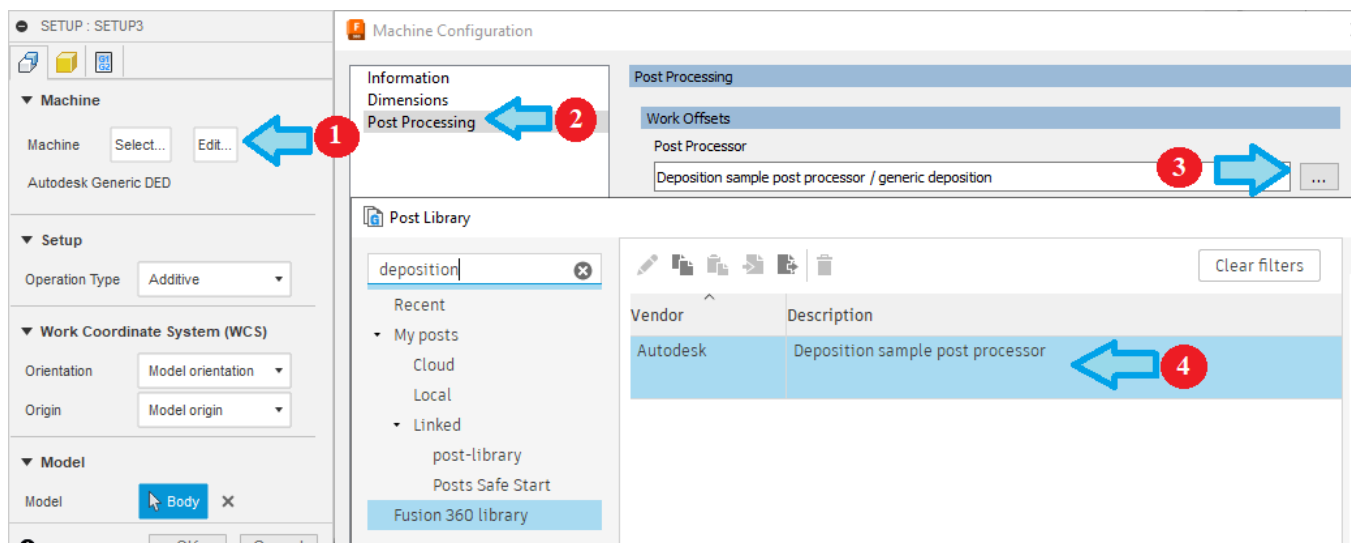 SETUP : SETUP3
G1
G2
Machine
Machine Select... Edit...
1
Autodesk Generic DED
Setup
Operation Type Additive
Work Coordinate System (WCS)
Orientation Model orientation
Origin Model origin
Model
Model Body
F
Machine Configuration
Information
Dimensions
Post Processing
2
Post Processing
Work Offsets
Post Processor
Deposition sample post processor / generic deposition
3
...
G
Post Library
deposition
Recent
My posts
Cloud
Local
Linked
post-library
Posts Safe Start
Fusion 360 library
Clear filters
Vendor Description
Autodesk Deposition sample post processor
4